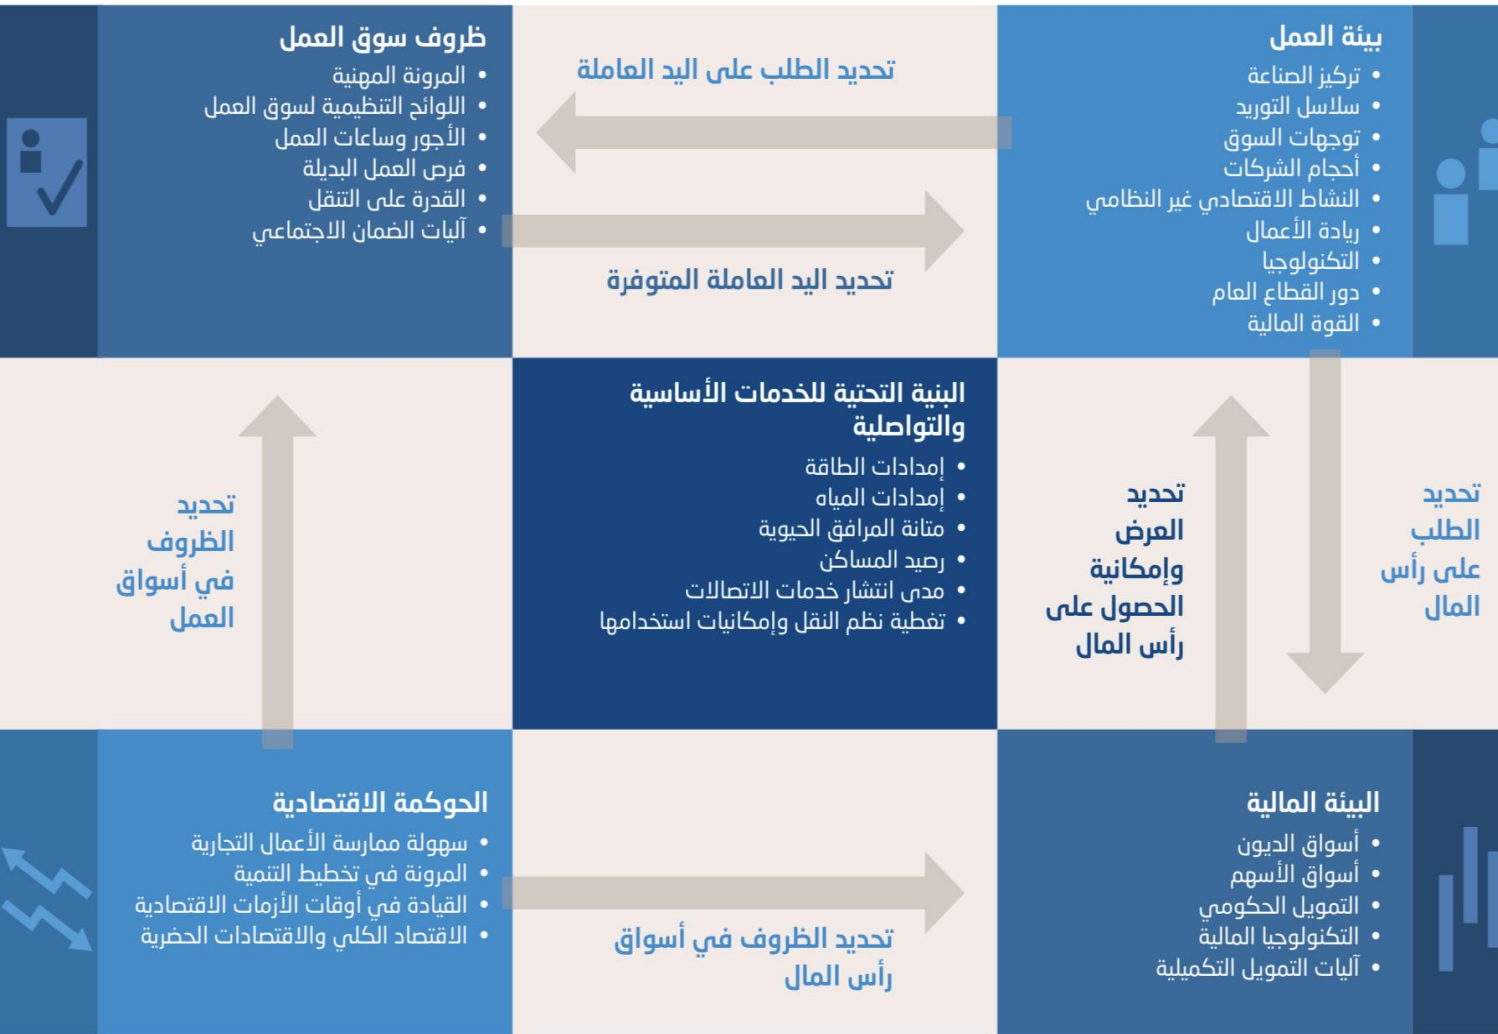 بيئة العمل
• تركيز الصناعة
• سلاسل التوريد
• توجهات السوق
• أحجام الشركات
• النشاط الاقتصادي غير النظامي
• ريادة الأعمال
• التكنولوجيا
• دور القطاع العام
• القوة المالية
تحديد الطلب على اليد العاملة
تحديد اليد العاملة المتوفرة
ظروف سوق العمل
• المرونة المهنية
• اللوائح التنظيمية لسوق العمل
• الأجور وساعات العمل
• فرص العمل البديلة
• القدرة على التنقل
• آليات الضمان الاجتماعي
تحديد
الطلب
على رأس
المال
تحديد
العرض
وإمكانية
الحصول على
رأس المال
البنية التحتية للخدمات الأساسية
والتواصلية
• إمدادات الطاقة
• إمدادات المياه
• متانة المرافق الحيوية
• رصيد المساكن
• مدى انتشار خدمات الاتصالات
• تغطية نظم النقل وإمكانيات استخدامها
تحديد
الظروف
في أسواق
العمل
البيئة المالية
• أسواق الديون
• أسواق الأسهم
• التمويل الحكومي
• التكنولوجيا المالية
• آليات التمويل التكميلية
تحديد الظروف في أسواق
رأس المال
الحوكمة الاقتصادية
• سهولة ممارسة الأعمال التجارية
• المرونة في تخطيط التنمية
• القيادة في أوقات الأزمات الاقتصادية
• الاقتصاد الكلي والاقتصادات الحضرية